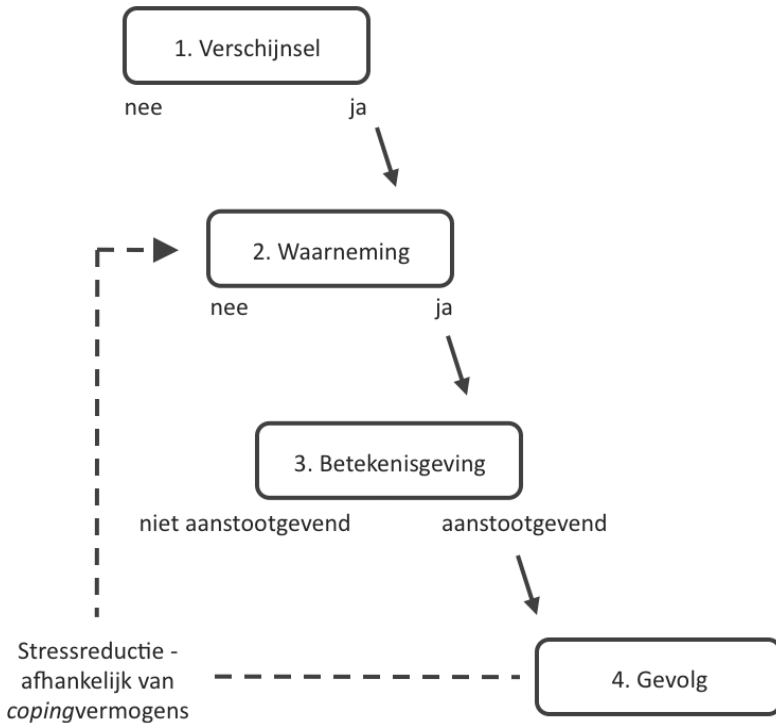 1. Verschijnsel
nee ja
2. Waarneming
nee ja
3. Betekenisgeving
niet aanstootgevend aanstootgevend
Stressreductie -
afhankelijk van
copingvermogens
4. Gevolg